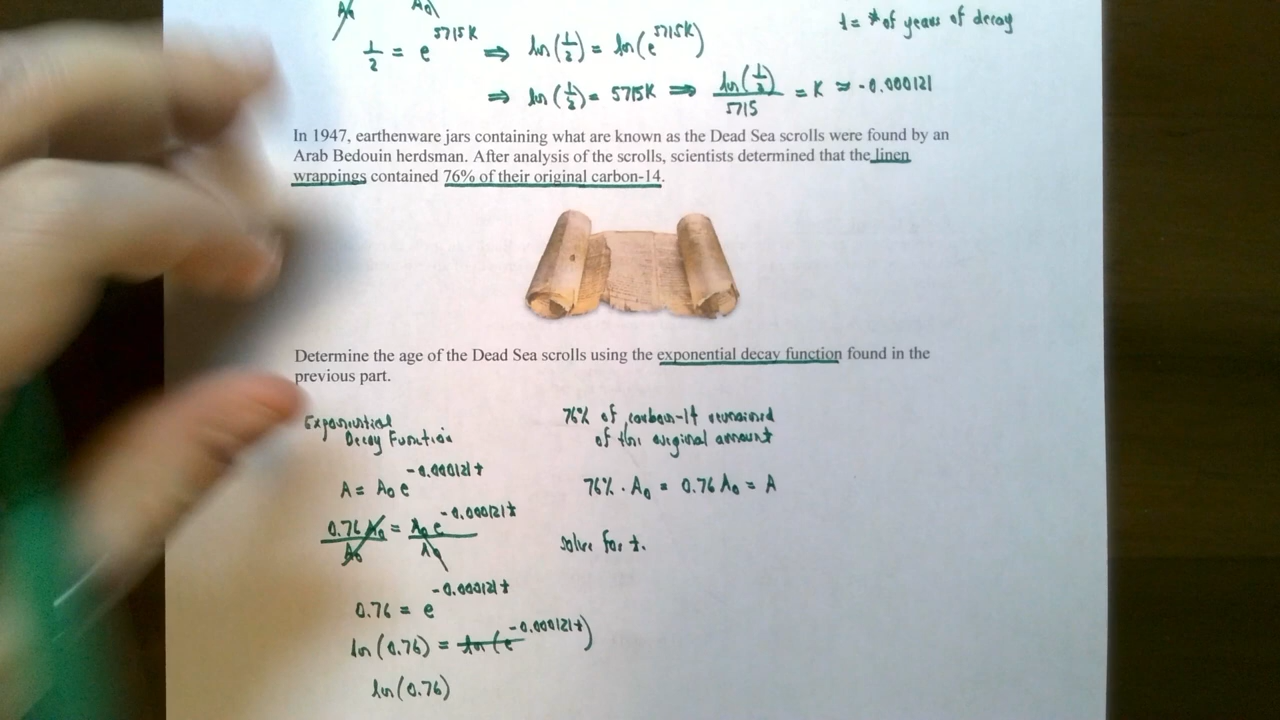 A₀ A₀
t = # of years of decay
1/2 = e^5715K ⇒ ln(1/2) = ln(e^5715K)
⇒ ln(1/2) = 5715K ⇒ ln(1/2)/5715 = K ≈ -0.000121
In 1947, earthenware jars containing what are known as the Dead Sea scrolls were found by an
Arab Bedouin herdsman. After analysis of the scrolls, scientists determined that the linen
wrappings contained 76% of their original carbon-14.
Determine the age of the Dead Sea scrolls using the exponential decay function found in the
previous part.
Exponential
Decay Function
A = A₀e^-0.000121t
0.76A₀/A₀ = A₀e^-0.000121t/A₀
0.76 = e^-0.000121t
ln(0.76) = ln(e^-0.000121t)
ln(0.76)
76% of carbon-14 remained
of the original amount
76% · A₀ = 0.76A₀ = A
solve for t.